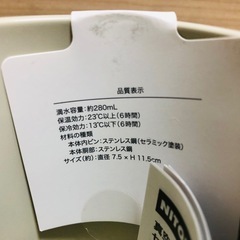 品質表示
満水容量:約280mL
保温効力:23℃以上(6時間)
保冷効力:13℃以下(6時間)
材料の種類
本体内ビン:ステンレス鋼(セラミック塗装)
本体胴部:ステンレス鋼
サイズ(約):直径 7.5×H 11.5cm
NITO